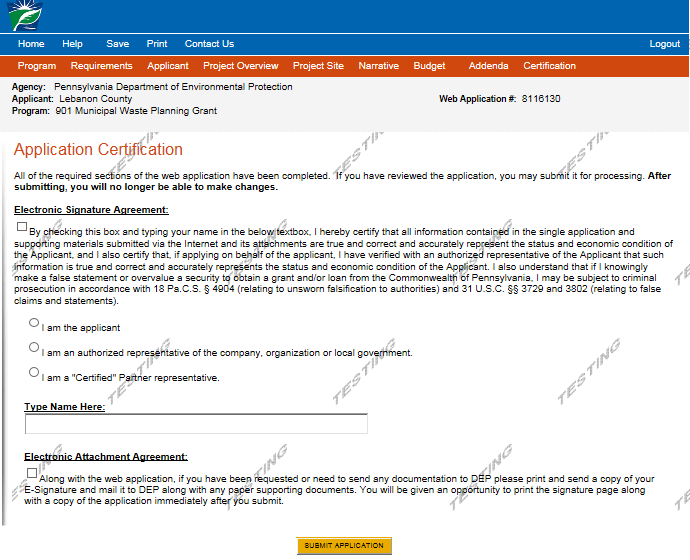 Home Help Save Print Contact Us Logout
Program Requirements Applicant Project Overview Project Site Narrative Budget Addenda Certification
Agency: Pennsylvania Department of Environmental Protection
Applicant: Lebanon County Web Application #: 8116130
Program: 901 Municipal Waste Planning Grant
Application Certification
All of the required sections of the web application have been completed. If you have reviewed the application, you may submit it for processing. After
submitting, you will no longer be able to make changes.
Electronic Signature Agreement:
By checking this box and typing your name in the below textbox, I hereby certify that all information contained in the single application and
supporting materials submitted via the Internet and its attachments are true and correct and accurately represent the status and economic condition of
the Applicant, and I also certify that, if applying on behalf of the applicant, I have verified with an authorized representative of the Applicant that such
information is true and correct and accurately represents the status and economic condition of the Applicant. I also understand that if I knowingly
make a false statement or overvalue a security to obtain a grant and/or loan from the Commonwealth of Pennsylvania, I may be subject to criminal
prosecution in accordance with 18 Pa.C.S. § 4904 (relating to unsworn falsification to authorities) and 31 U.S.C. §§ 3729 and 3802 (relating to false
claims and statements).
I am the applicant
I am an authorized representative of the company, organization or local government.
I am a "Certified" Partner representative.
Type Name Here:
Electronic Attachment Agreement:
Along with the web application, if you have been requested or need to send any documentation to DEP please print and send a copy of your
E-Signature and mail it to DEP along with any paper supporting documents. You will be given an opportunity to print the signature page along
with a copy of the application immediately after you submit.
SUBMIT APPLICATION
TESTING
TESTING
TESTING
TESTING
TESTING
TESTING
TESTING
TESTING
TESTING
TESTING
TESTING
TESTING